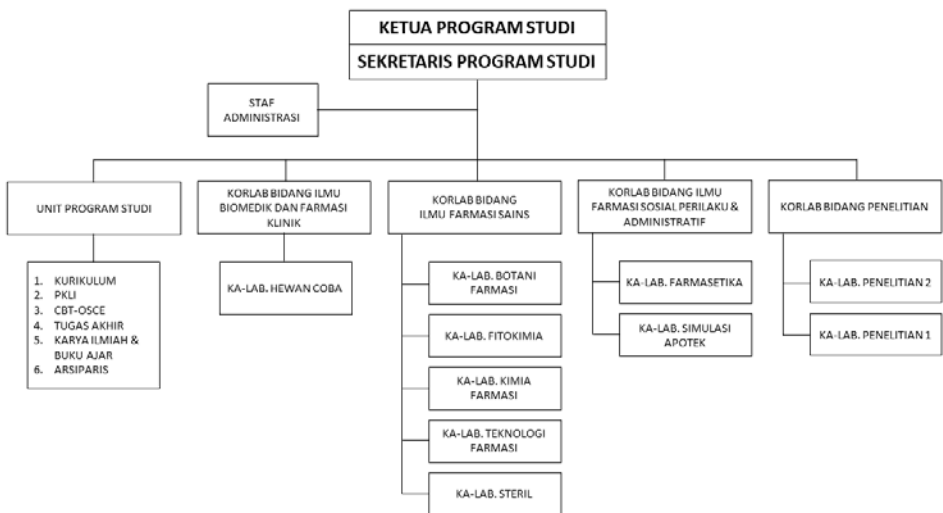 KETUA PROGRAM STUDI
SEKRETARIS PROGRAM STUDI
STAF
ADMINISTRASI
UNIT PROGRAM STUDI
KORLAB BIDANG ILMU
BIOMEDIK DAN FARMASI
KLINIK
KORLAB BIDANG
ILMU FARMASI SAINS
KORLAB BIDANG ILMU
FARMASI SOSIAL PERILAKU &
ADMINISTRATIF
KORLAB BIDANG PENELITIAN
1. KURIKULUM
2. PKLI
3. CBT-OSCE
4. TUGAS AKHIR
5. KARYA ILMIAH &
BUKU AJAR
6. ARSIPARIS
KA-LAB. HEWAN COBA
KA-LAB. BOTANI
FARMASI
KA-LAB. FITOKIMIA
KA-LAB. KIMIA
FARMASI
KA-LAB. TEKNOLOGI
FARMASI
KA-LAB. STERIL
KA-LAB. FARMASETIKA
KA-LAB. SIMULASI
APOTEK
KA-LAB. PENELITIAN 2
KA-LAB. PENELITIAN 1